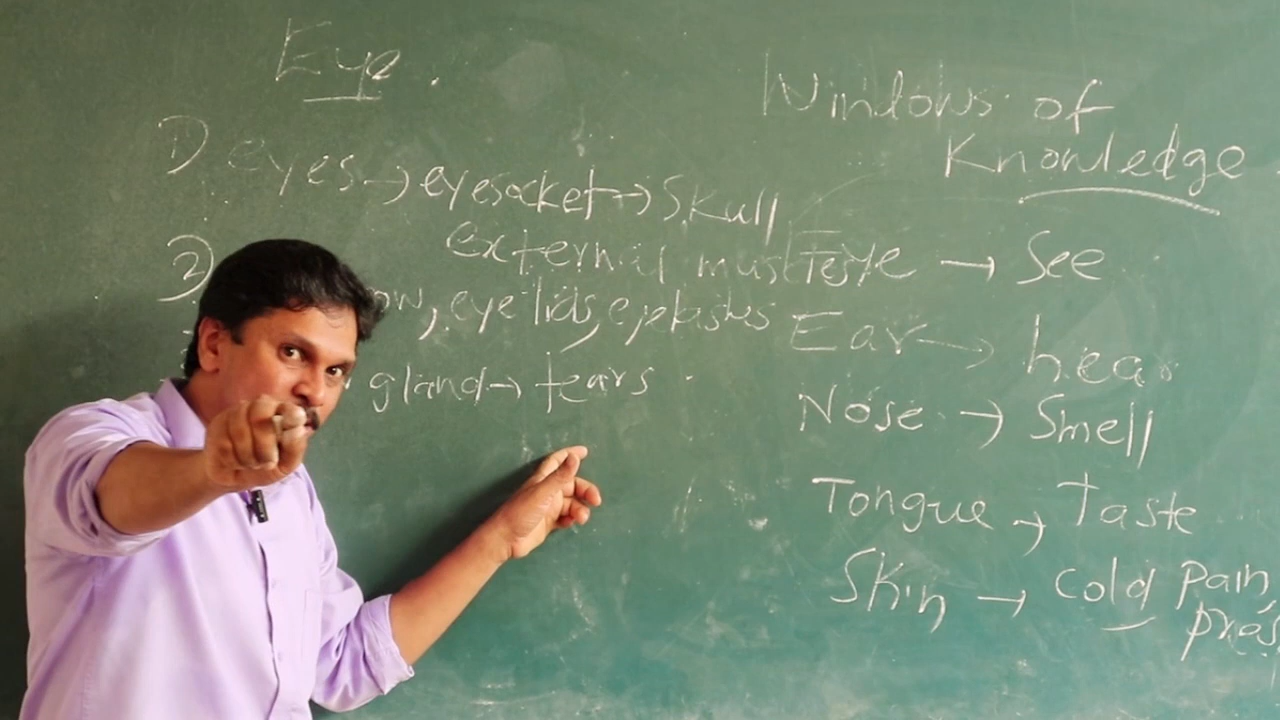 Eye.
1) eyes → eyesocket → Skull
external
2) ow, eye lids, eyelashes
gland → tears
Windows of
Knowledge
Eye → See
Ear → hear
Nose → Smell
Tongue → Taste
Skin → Cold Pain,